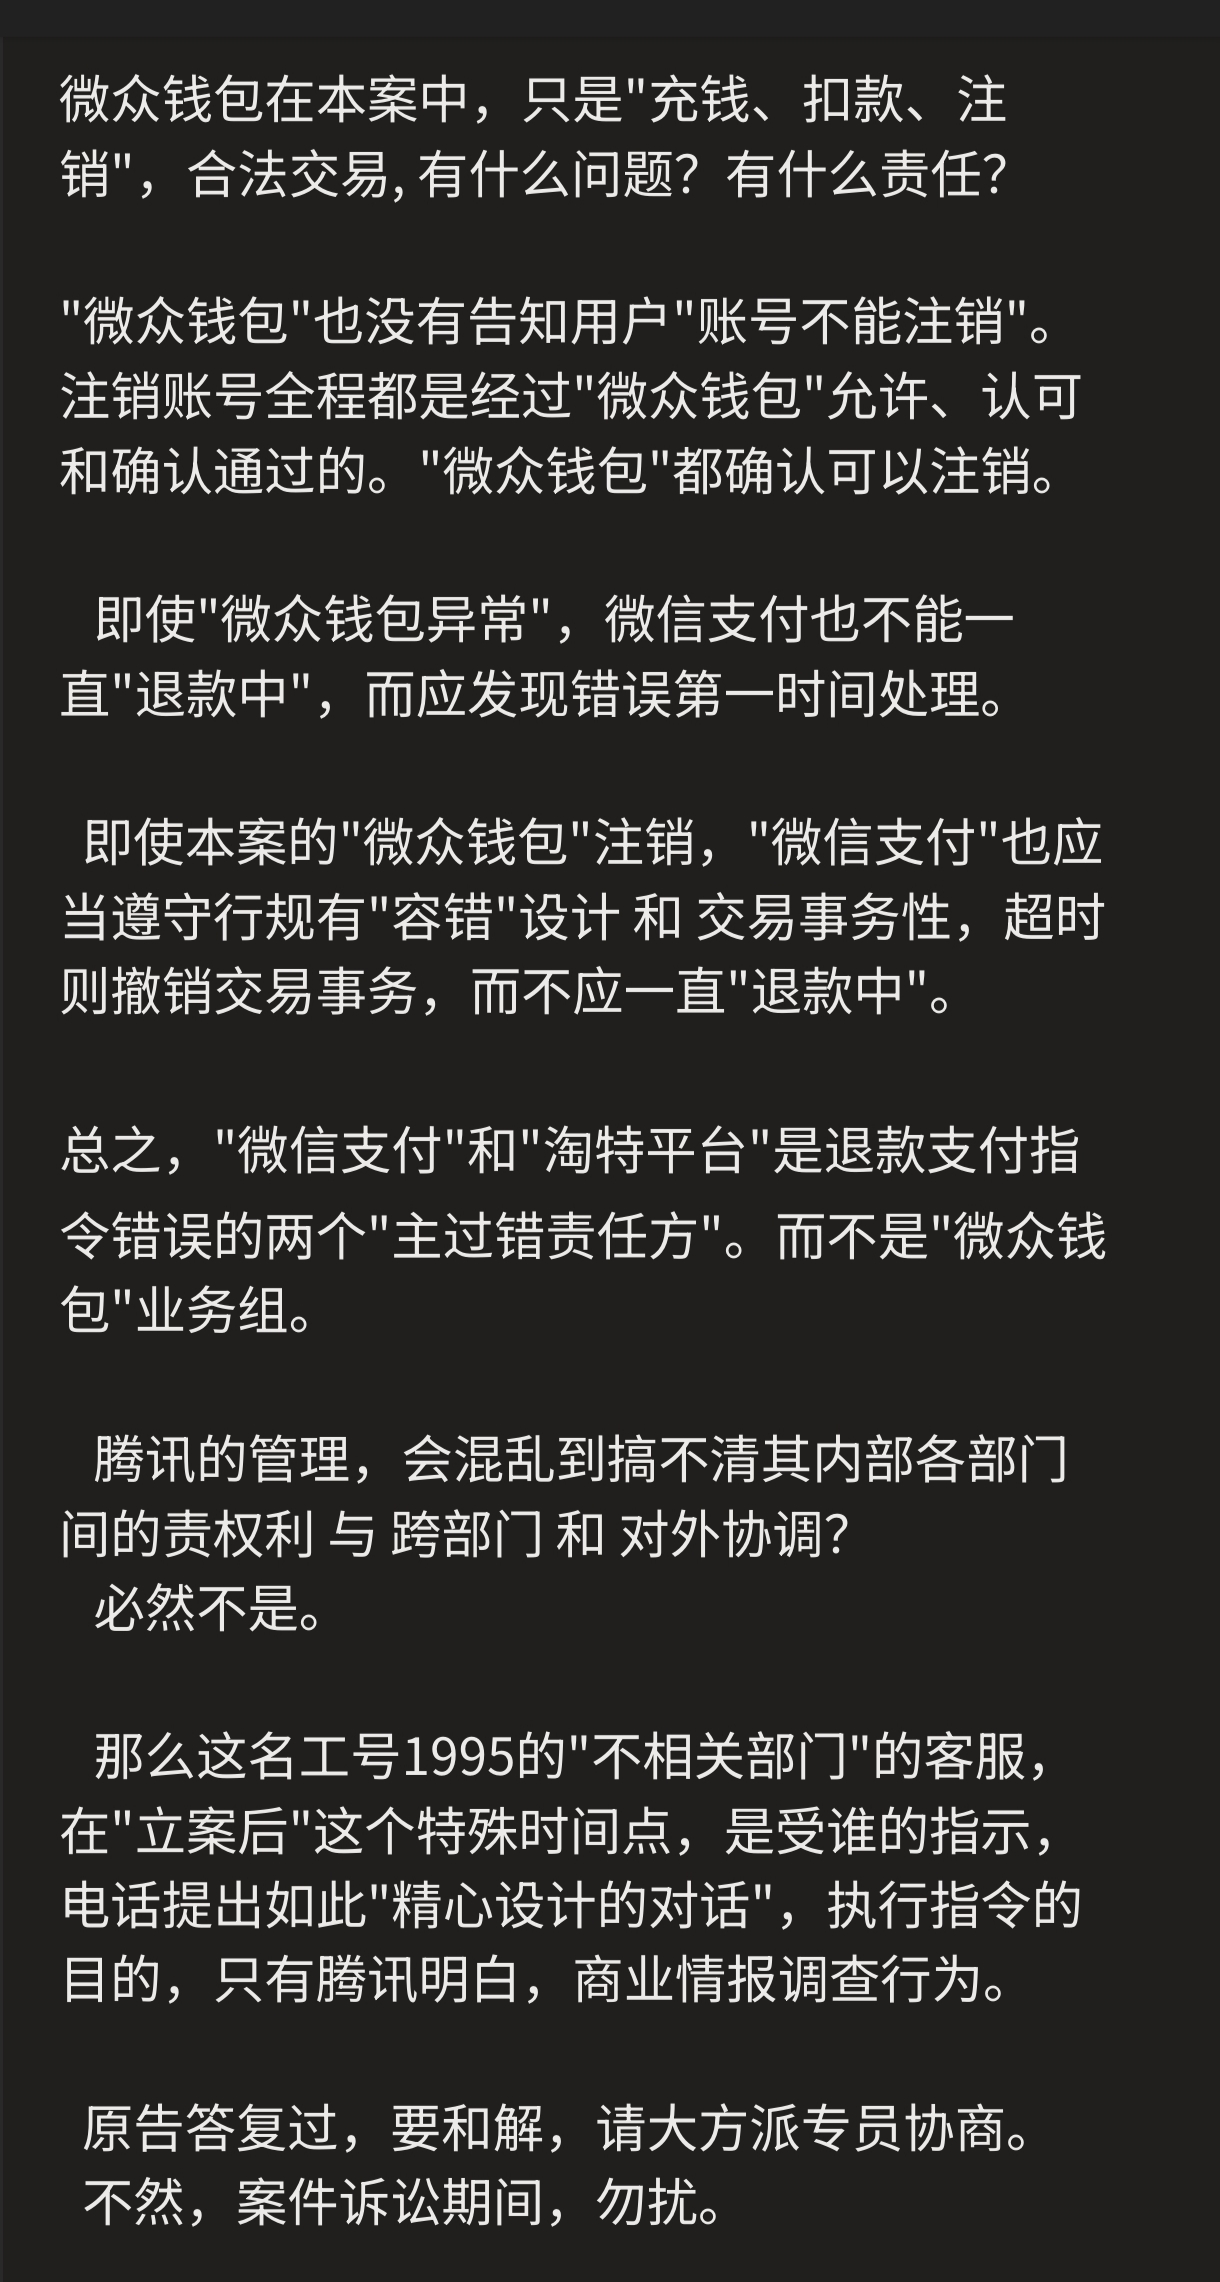 微众钱包在本案中，只是"充钱、扣款、注
销"，合法交易, 有什么问题？有什么责任？
"微众钱包"也没有告知用户"账号不能注销"。
注销账号全程都是经过"微众钱包"允许、认可
和确认通过的。"微众钱包"都确认可以注销。
即使"微众钱包异常"，微信支付也不能一
直"退款中"，而应发现错误第一时间处理。
即使本案的"微众钱包"注销，"微信支付"也应
当遵守行规有"容错"设计 和 交易事务性，超时
则撤销交易事务，而不应一直"退款中"。
总之，"微信支付"和"淘特平台"是退款支付指
令错误的两个"主过错责任方"。而不是"微众钱
包"业务组。
腾讯的管理，会混乱到搞不清其内部各部门
间的责权利 与 跨部门 和 对外协调？
必然不是。
那么这名工号1995的"不相关部门"的客服，
在"立案后"这个特殊时间点，是受谁的指示，
电话提出如此"精心设计的对话"，执行指令的
目的，只有腾讯明白，商业情报调查行为。
原告答复过，要和解，请大方派专员协商。
不然，案件诉讼期间，勿扰。